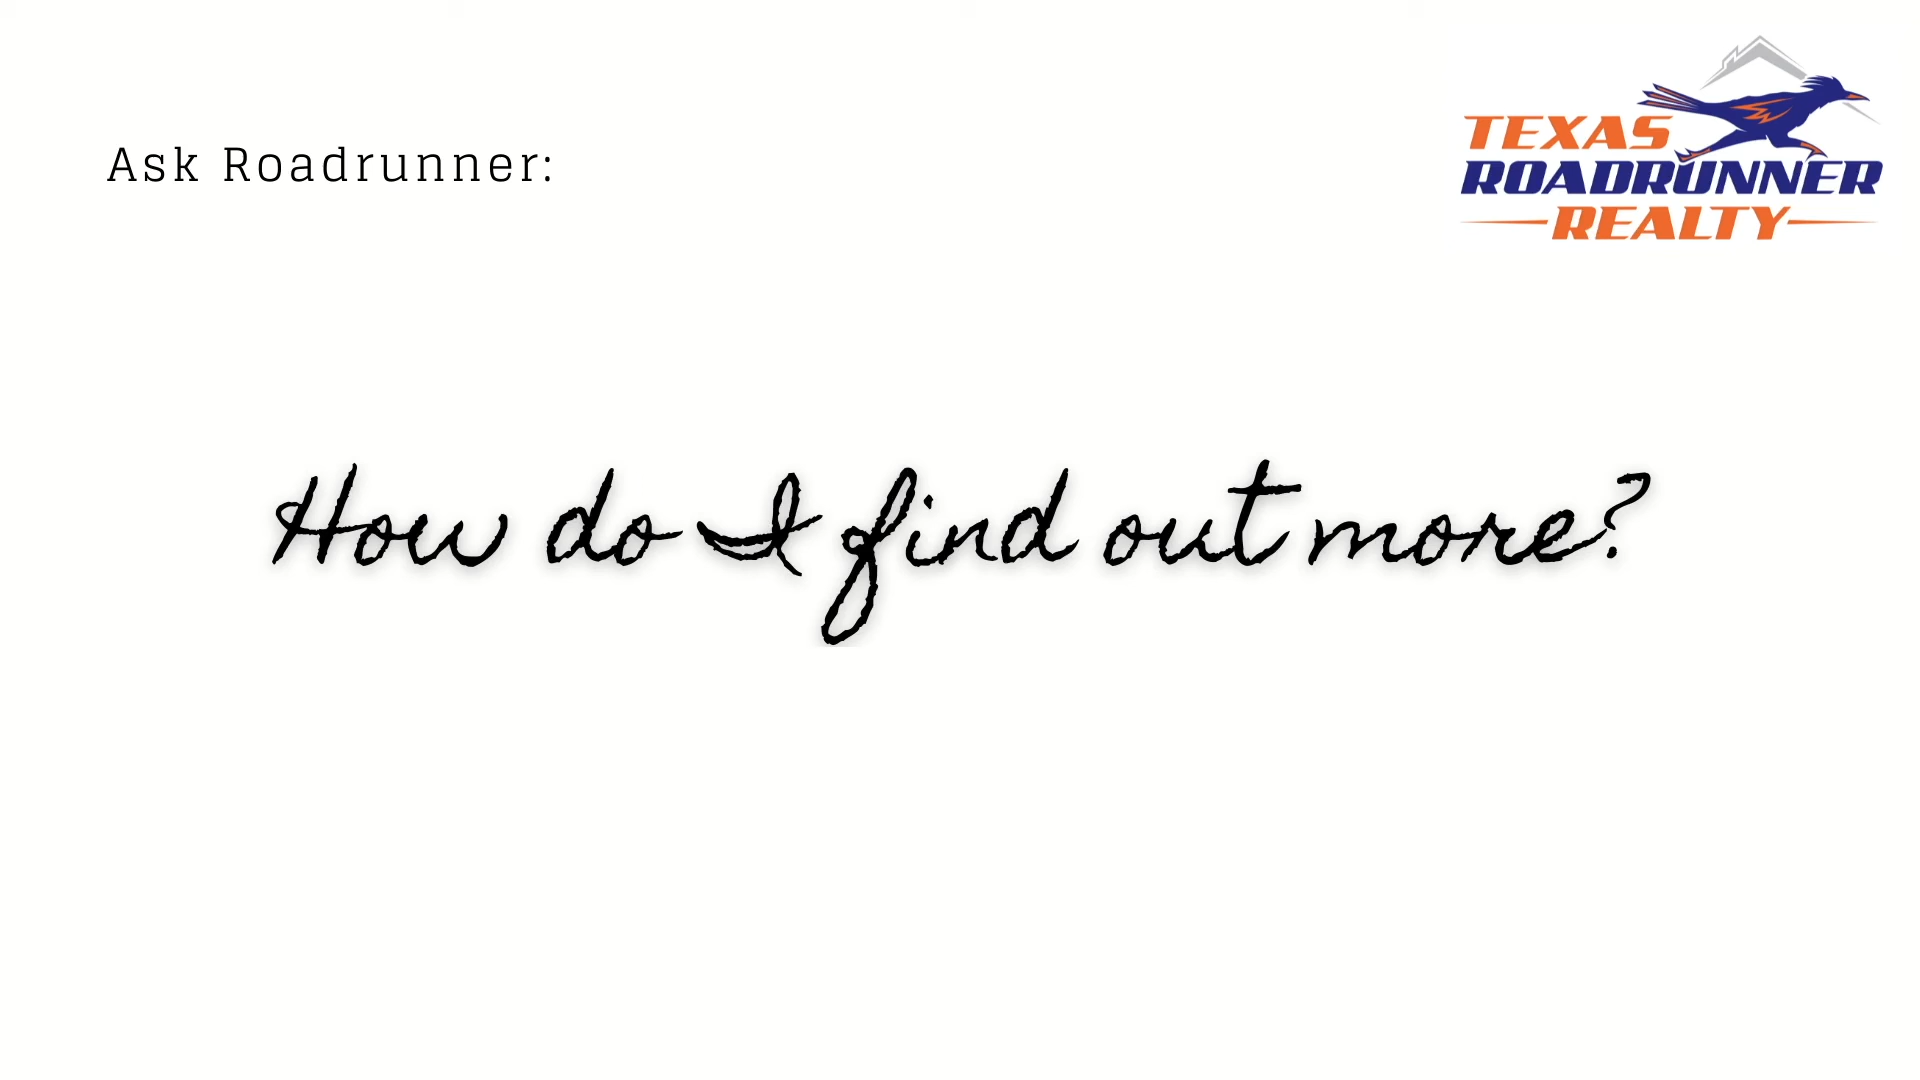 Ask Roadrunner:
TEXAS
ROADRUNNER
REALTY
How do I find out more?